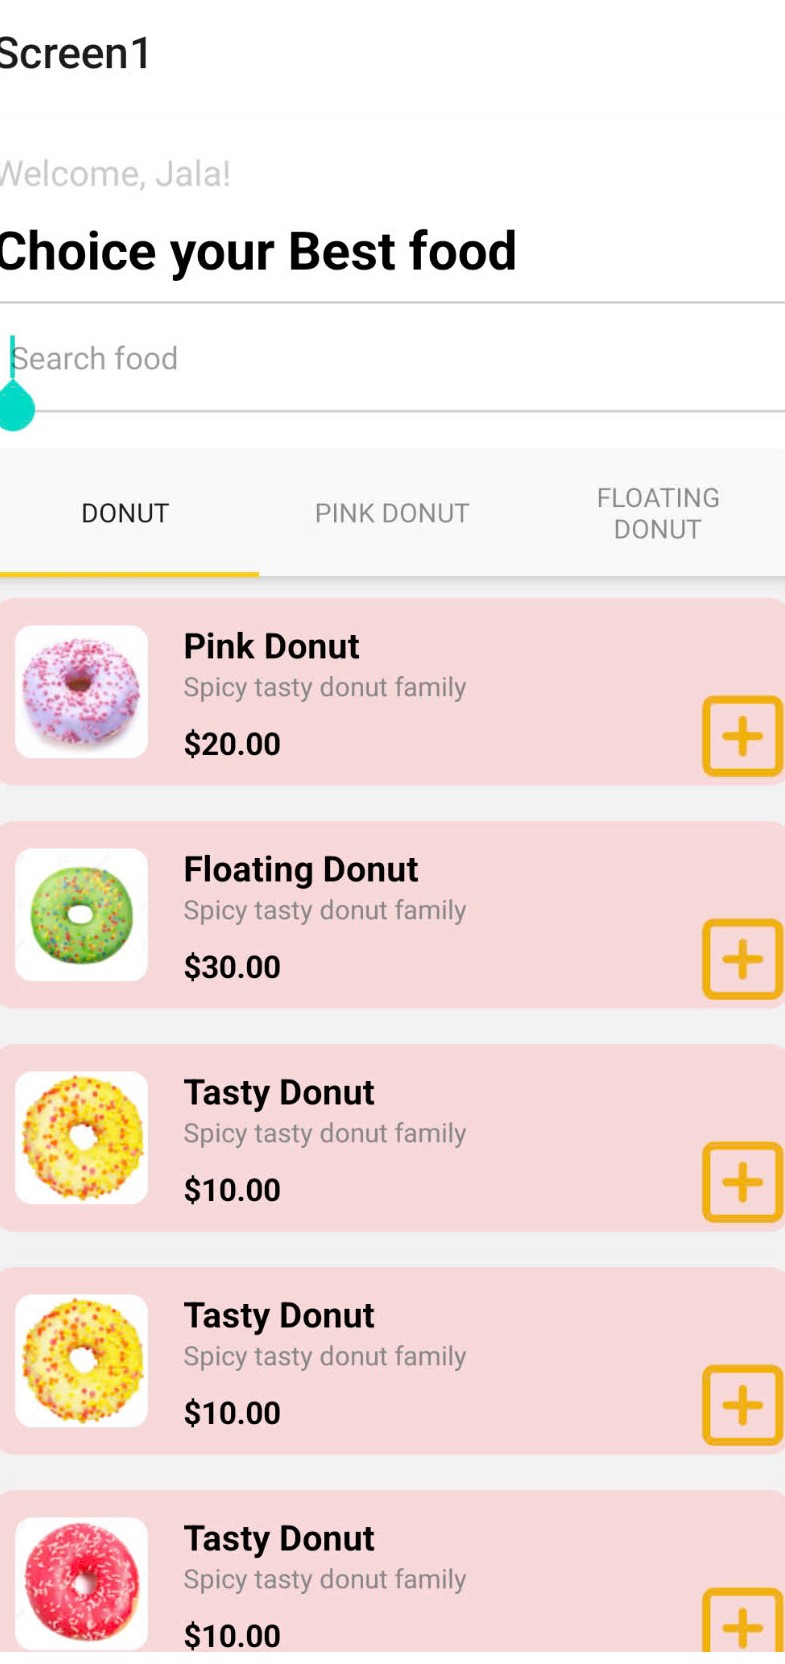 Screen1
Welcome, Jala!
Choice your Best food
Search food
DONUT
PINK DONUT
FLOATING
DONUT
Pink Donut
Spicy tasty donut family
$20.00
Floating Donut
Spicy tasty donut family
$30.00
Tasty Donut
Spicy tasty donut family
$10.00
Tasty Donut
Spicy tasty donut family
$10.00
Tasty Donut
Spicy tasty donut family
$10.00